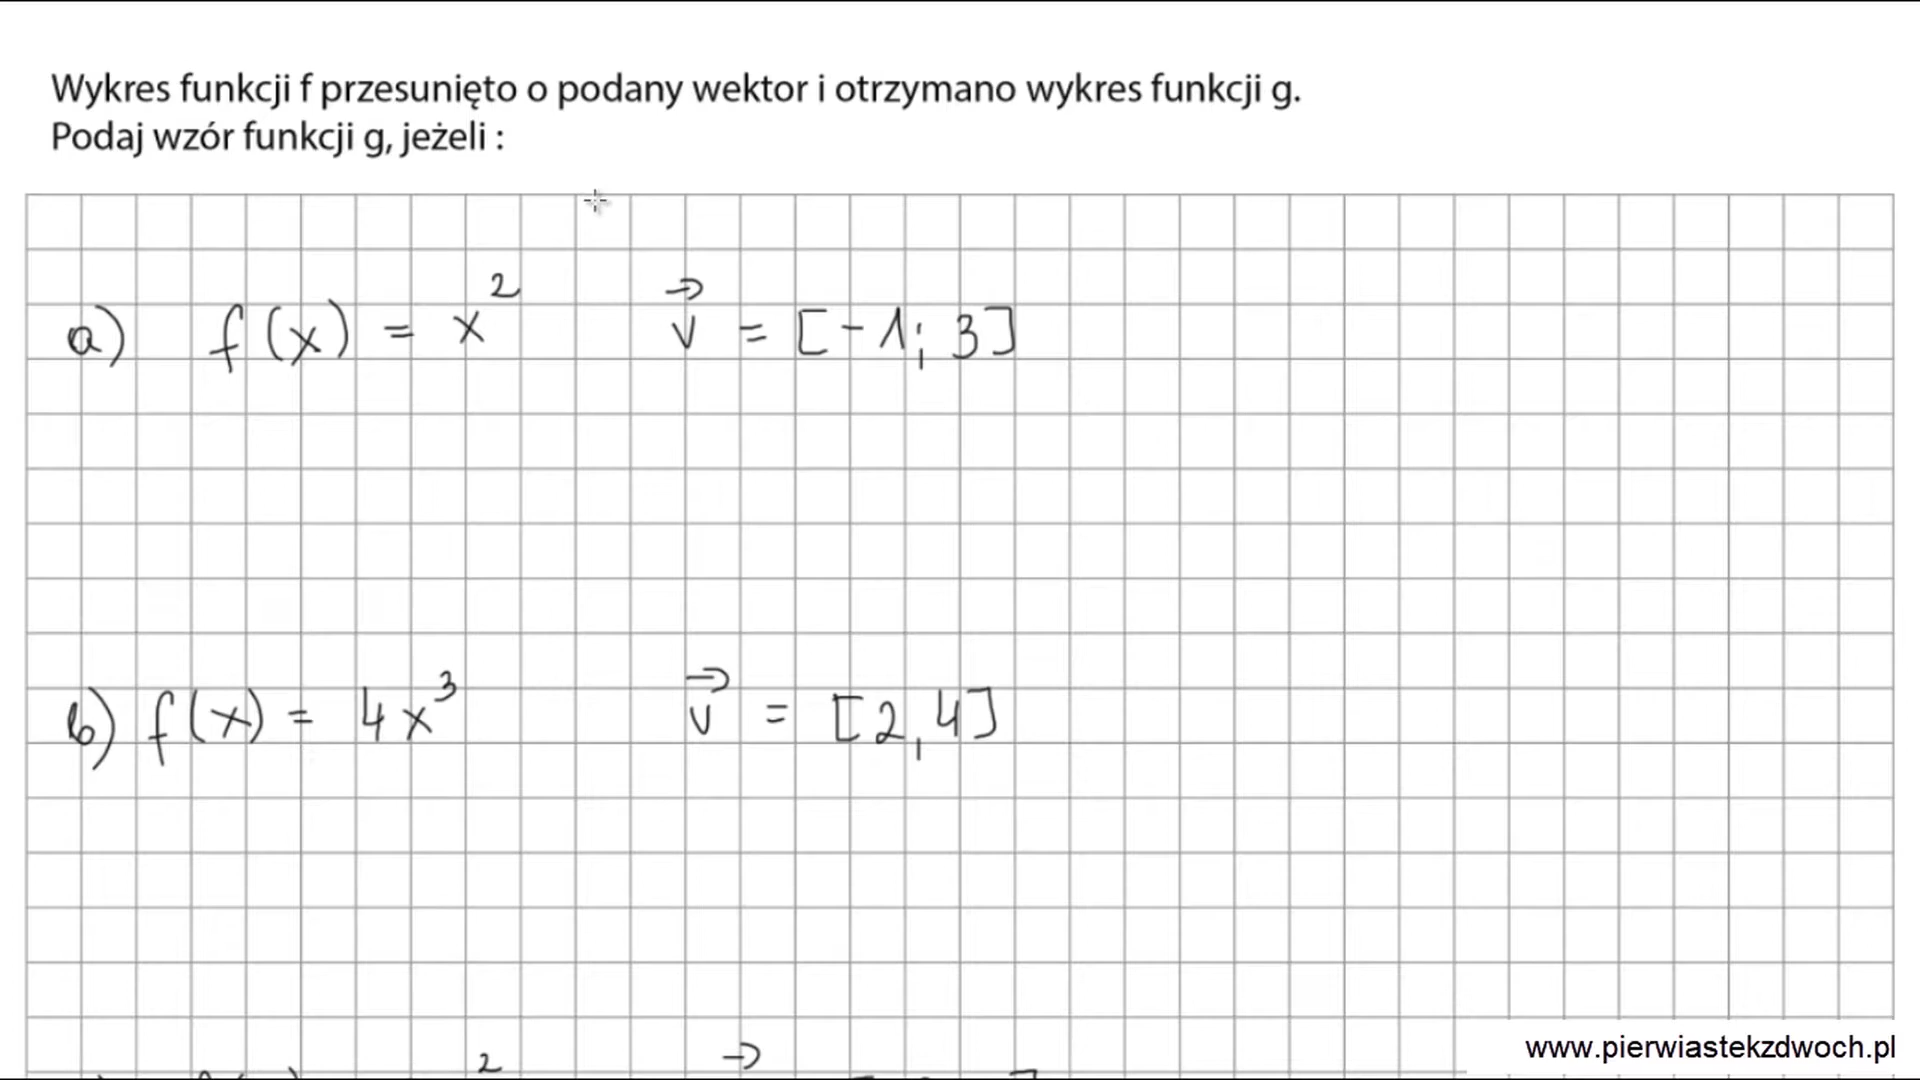 Wykres funkcji f przesunięto o podany wektor i otrzymano wykres funkcji g.
Podaj wzór funkcji g, jeżeli :
a) f(x) = x² v⃗ = [-1; 3]
b) f(x) = 4x³ v⃗ = [2, 4]
www.pierwiastekzdwoch.pl